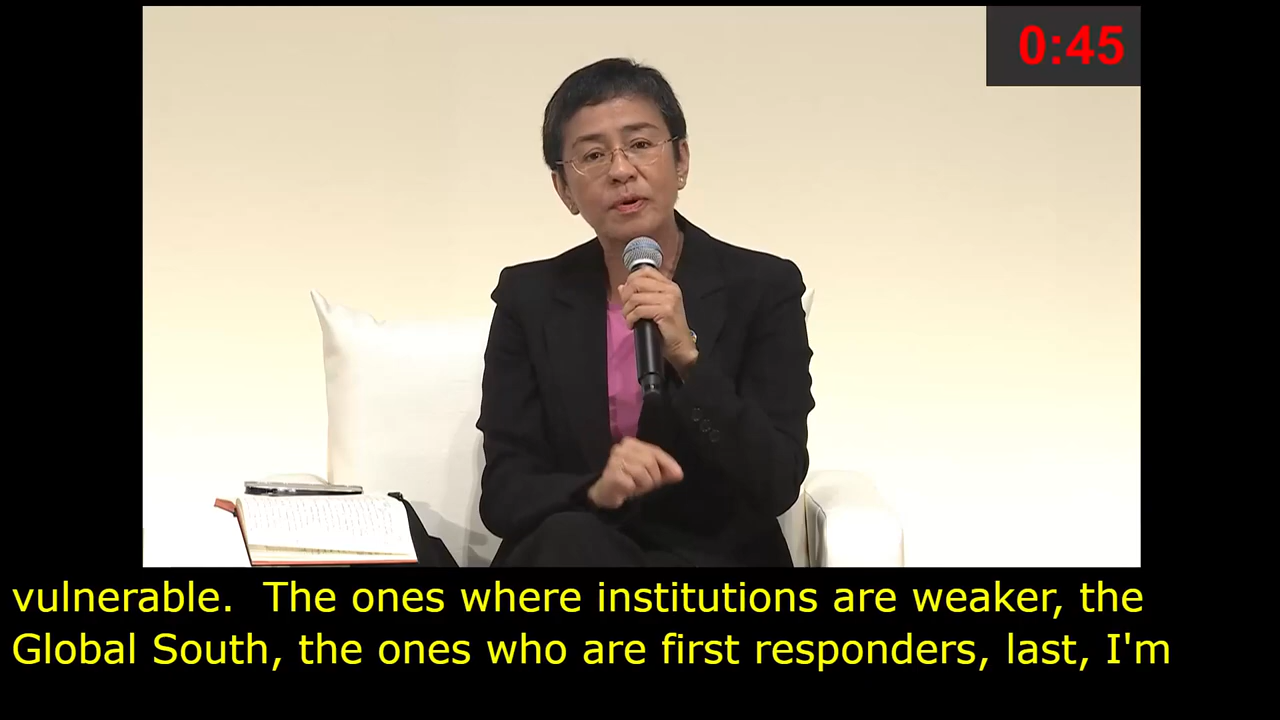 0:45
vulnerable.  The ones where institutions are weaker, the
Global South, the ones who are first responders, last, I'm